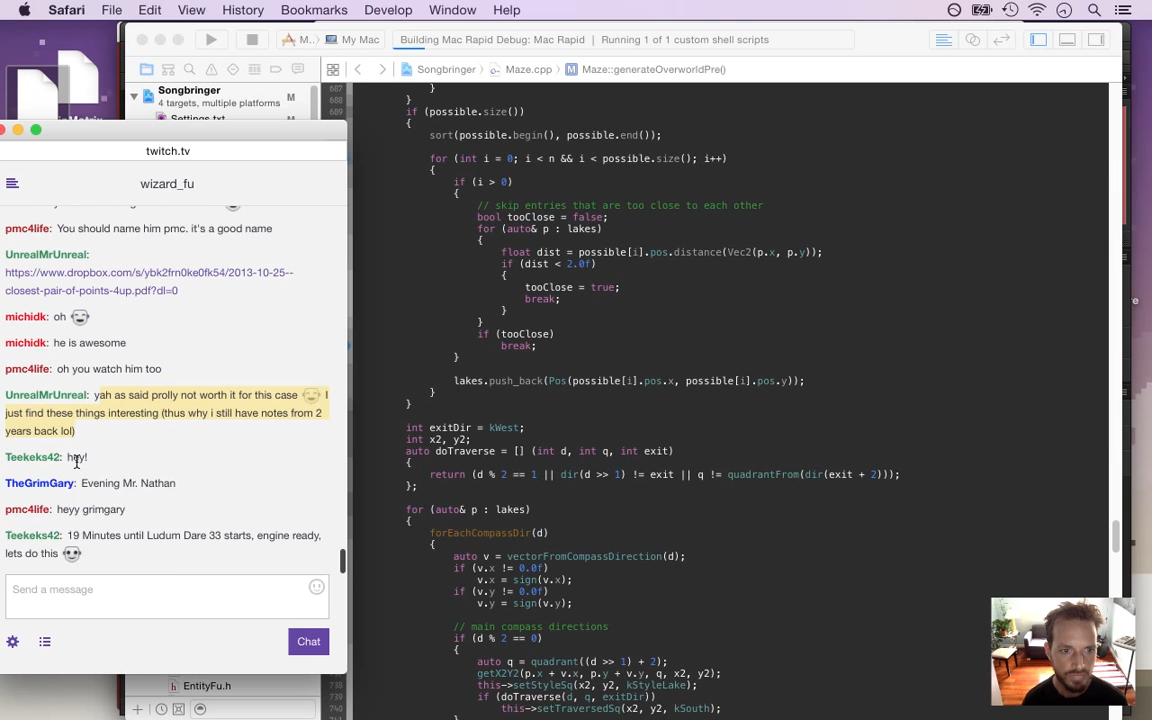 Safari File Edit View History Bookmarks Develop Window Help
M... My Mac Building Mac Rapid Debug: Mac Rapid | Running 1 of 1 custom shell scripts
Songbringer Maze.cpp M Maze::generateOverworldPre()
Songbringer
4 targets, multiple platforms
M
Settings.txt
twitch.tv
wizard_fu
pmc4life: You should name him pmc. it's a good name
UnrealMrUnreal:
https://www.dropbox.com/s/ybk2frn0ke0fk54/2013-10-25--
closest-pair-of-points-4up.pdf?dl=0
michidk: oh
michidk: he is awesome
pmc4life: oh you watch him too
UnrealMrUnreal: yah as said prolly not worth it for this case I
just find these things interesting (thus why i still have notes from 2
years back lol)
Teekeks42: hey!
TheGrimGary: Evening Mr. Nathan
pmc4life: heyy grimgary
Teekeks42: 19 Minutes until Ludum Dare 33 starts, engine ready,
lets do this
Send a message
Chat
EntityFu.h
687 }
688 }
689 if (possible.size())
{
sort(possible.begin(), possible.end());
for (int i = 0; i < n && i < possible.size(); i++)
{
if (i > 0)
{
// skip entries that are too close to each other
bool tooClose = false;
for (auto& p : lakes)
{
float dist = possible[i].pos.distance(Vec2(p.x, p.y));
if (dist < 2.0f)
{
tooClose = true;
break;
}
}
if (tooClose)
break;
}
lakes.push_back(Pos(possible[i].pos.x, possible[i].pos.y));
}
}
int exitDir = kWest;
int x2, y2;
auto doTraverse = [] (int d, int q, int exit)
{
return (d % 2 == 1 || dir(d >> 1) != exit || q != quadrantFrom(dir(exit + 2)));
};
for (auto& p : lakes)
{
forEachCompassDir(d)
{
auto v = vectorFromCompassDirection(d);
if (v.x != 0.0f)
v.x = sign(v.x);
if (v.y != 0.0f)
v.y = sign(v.y);
// main compass directions
if (d % 2 == 0)
{
auto q = quadrant((d >> 1) + 2);
getX2Y2(p.x + v.x, p.y + v.y, q, x2, y2);
738 this->setStyleSq(x2, y2, kStyleLake);
739 if (doTraverse(d, q, exitDir))
740 this->setTraversedSq(x2, y2, kSouth);